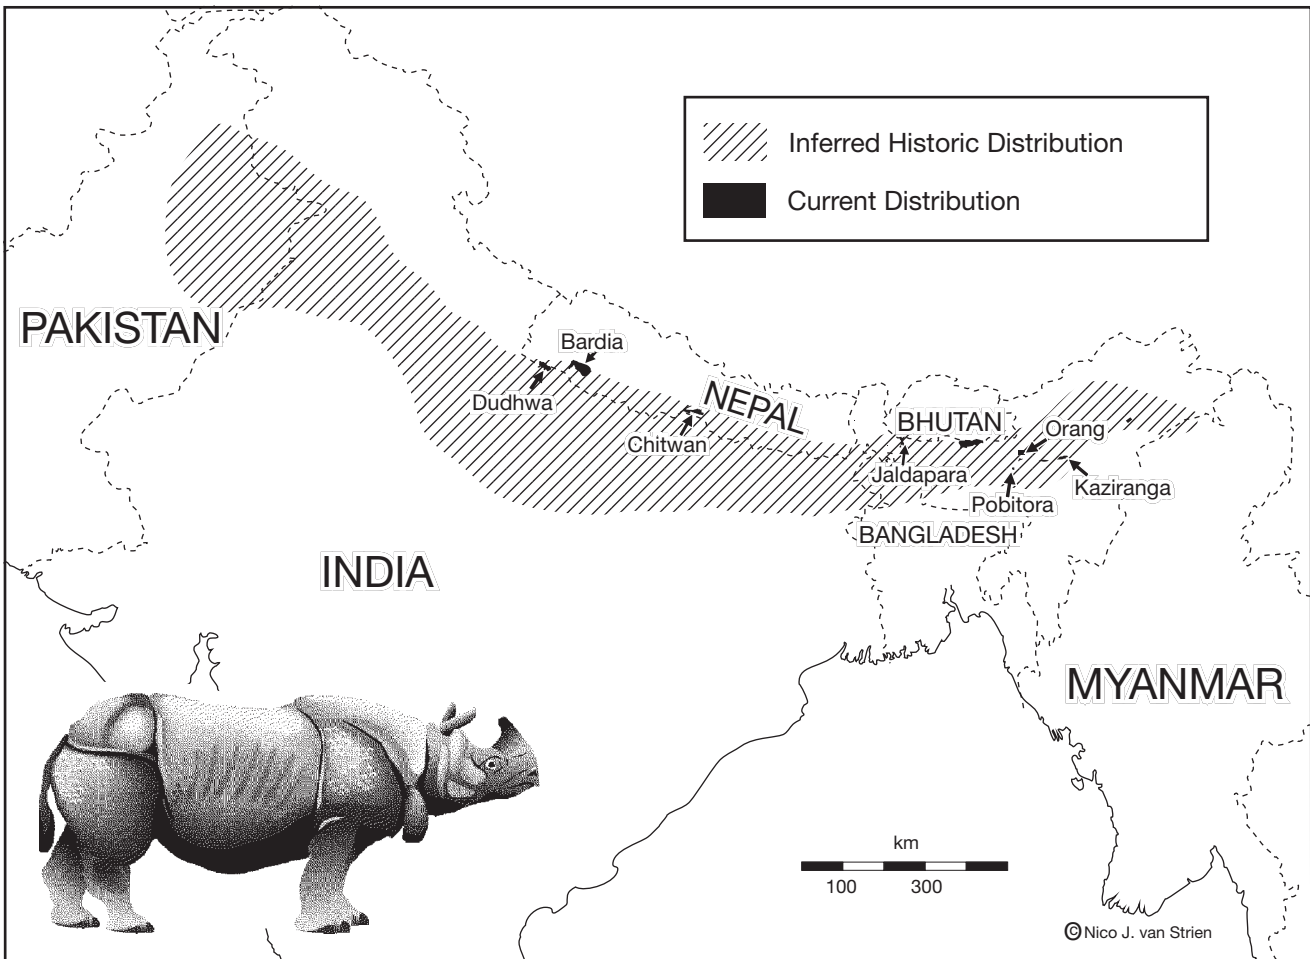 Inferred Historic Distribution
Current Distribution
PAKISTAN
Bardia
Dudhwa
NEPAL
Chitwan
BHUTAN
Orang
Jaldapara
Kaziranga
Pobitora
BANGLADESH
INDIA
MYANMAR
km
100 300
© Nico J. van Strien